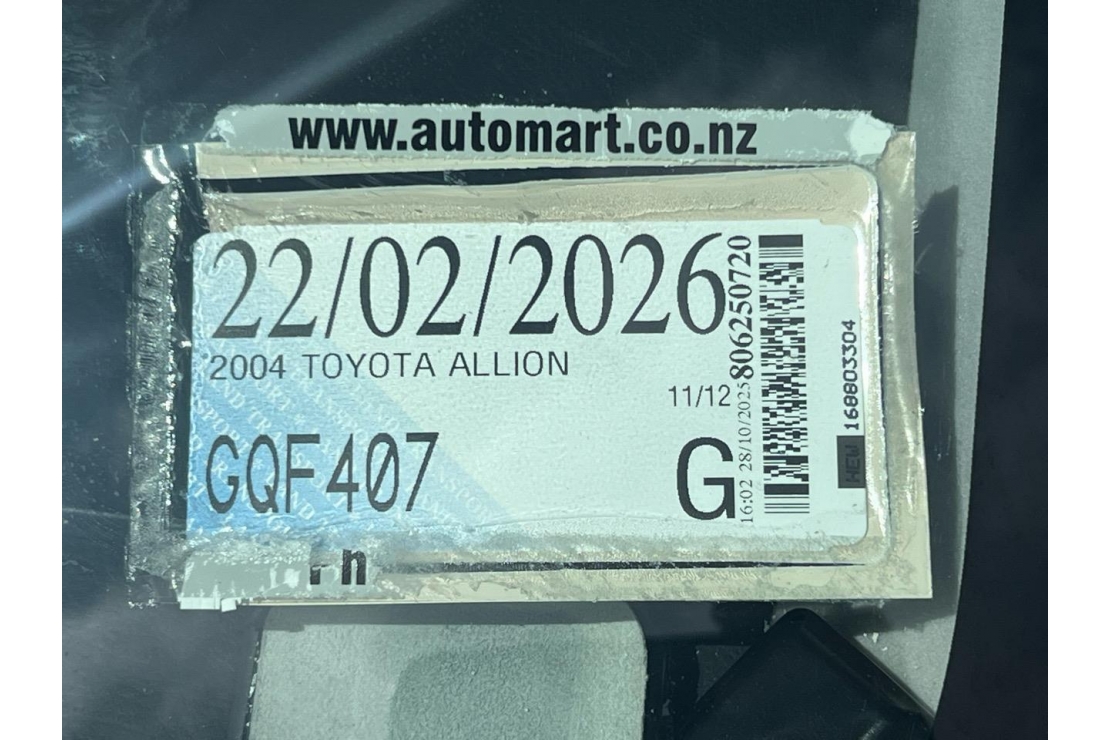 www.automart.co.nz
22/02/2026
2004 TOYOTA ALLION
11/12
GQF407
G
16:02 28/10/2025 806250720
NEW 168803304